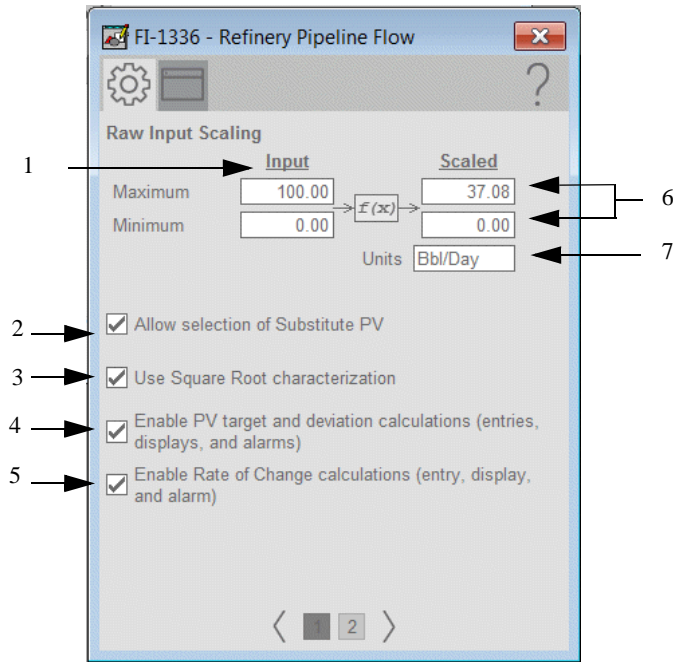 FI-1336 - Refinery Pipeline Flow
?
Raw Input Scaling
1
Input
Scaled
Maximum
100.00
f(x)
37.08
6
Minimum
0.00
0.00
Units
Bbl/Day
7
2
Allow selection of Substitute PV
3
Use Square Root characterization
4
Enable PV target and deviation calculations (entries,
displays, and alarms)
5
Enable Rate of Change calculations (entry, display,
and alarm)
1
2